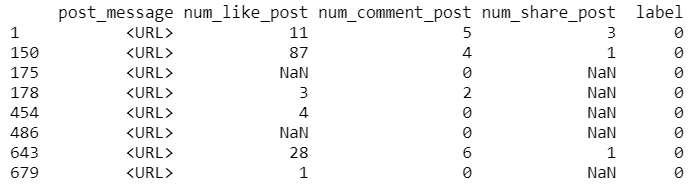 post_message num_like_post num_comment_post num_share_post label
1 <URL> 11 5 3 0
150 <URL> 87 4 1 0
175 <URL> NaN 0 NaN 0
178 <URL> 3 2 NaN 0
454 <URL> 4 0 NaN 0
486 <URL> NaN 0 NaN 0
643 <URL> 28 6 1 0
679 <URL> 1 0 NaN 0